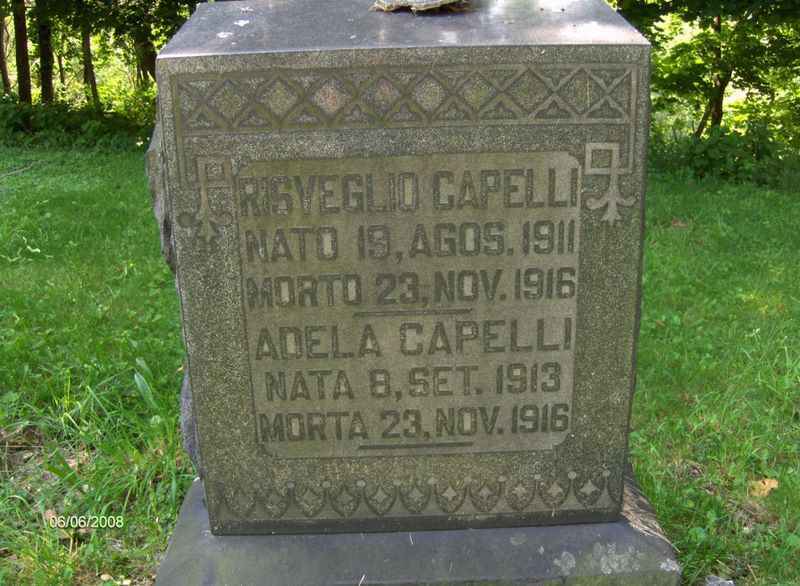 RISVEGLIO CAPELLI
NATO 19, AGOS. 1911
MORTO 23, NOV. 1916
ADELA CAPELLI
NATA 8, SET. 1913
MORTA 23, NOV. 1916
06/06/2008